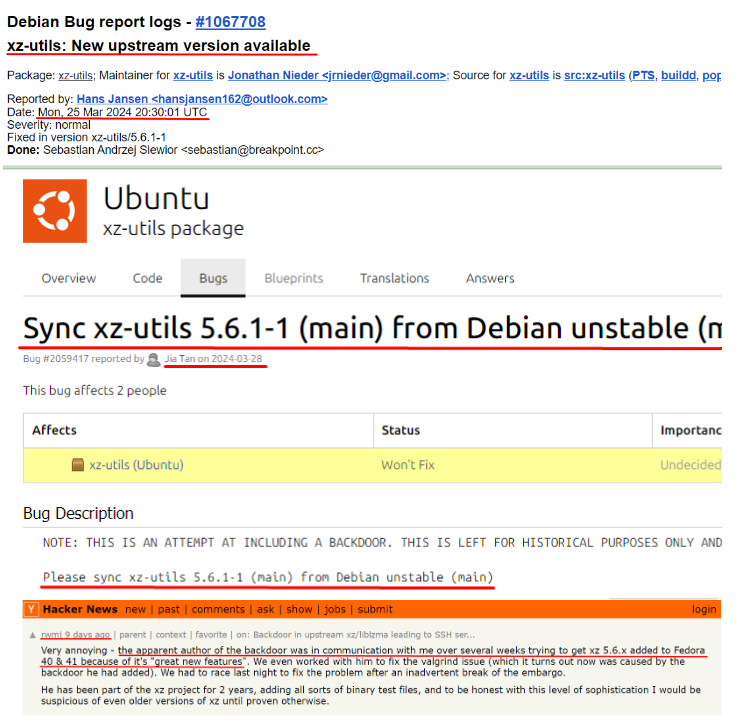 Debian Bug report logs - #1067708
xz-utils: New upstream version available
Package: xz-utils; Maintainer for xz-utils is Jonathan Nieder <jrnieder@gmail.com>; Source for xz-utils is src:xz-utils (PTS, buildd, pop
Reported by: Hans Jansen <hansjansen162@outlook.com>
Date: Mon, 25 Mar 2024 20:30:01 UTC
Severity: normal
Fixed in version xz-utils/5.6.1-1
Done: Sebastian Andrzej Siewior <sebastian@breakpoint.cc>
Ubuntu
xz-utils package
Overview Code Bugs Blueprints Translations Answers
Sync xz-utils 5.6.1-1 (main) from Debian unstable (m
Bug #2059417 reported by Jia Tan on 2024-03-28
This bug affects 2 people
Affects Status Importanc
xz-utils (Ubuntu) Won't Fix Undecided
Bug Description
NOTE: THIS IS AN ATTEMPT AT INCLUDING A BACKDOOR. THIS IS LEFT FOR HISTORICAL PURPOSES ONLY AND
Please sync xz-utils 5.6.1-1 (main) from Debian unstable (main)
Y Hacker News new | past | comments | ask | show | jobs | submit login
▲ rwmj 9 days ago | parent | context | favorite | on: Backdoor in upstream xz/liblzma leading to SSH ser...
Very annoying - the apparent author of the backdoor was in communication with me over several weeks trying to get xz 5.6.x added to Fedora
40 & 41 because of it's "great new features". We even worked with him to fix the valgrind issue (which it turns out now was caused by the
backdoor he had added). We had to race last night to fix the problem after an inadvertent break of the embargo.
He has been part of the xz project for 2 years, adding all sorts of binary test files, and to be honest with this level of sophistication I would be
suspicious of even older versions of xz until proven otherwise.